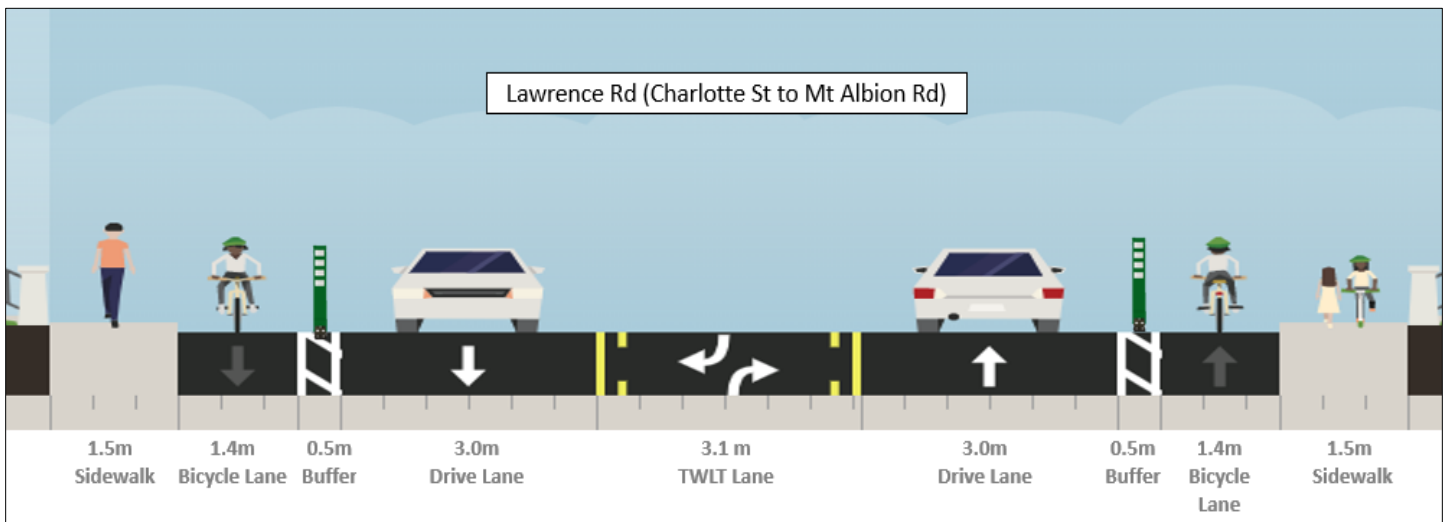 Lawrence Rd (Charlotte St to Mt Albion Rd)
1.5m
Sidewalk
1.4m
Bicycle Lane
0.5m
Buffer
3.0m
Drive Lane
3.1 m
TWLT Lane
3.0m
Drive Lane
0.5m
Buffer
1.4m
Bicycle
Lane
1.5m
Sidewalk